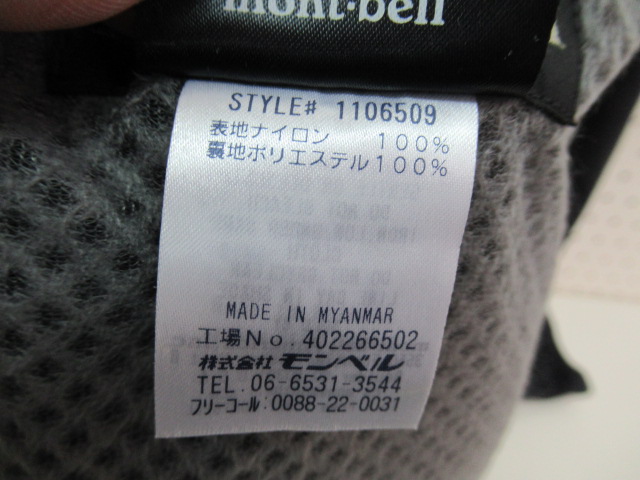 mont-bell
STYLE# 1106509
表地ナイロン 100%
裏地ポリエステル100%
MADE IN MYANMAR
工場No. 402266502
株式会社 モンベル
TEL. 06-6531-3544
フリーコール:0088-22-0031